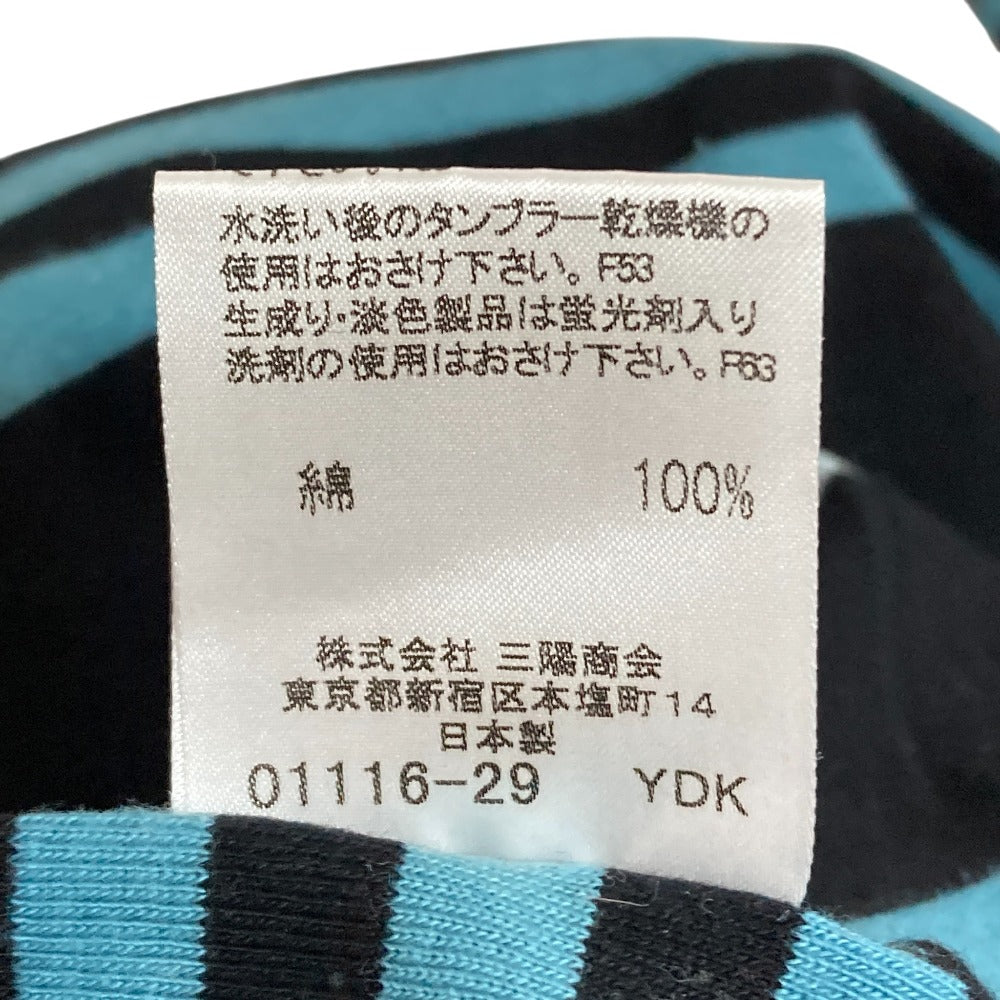 水洗い後のタンブラー乾燥機の
使用はおさけ下さい。F53
生成り・淡色製品は蛍光剤入り
洗剤の使用はおさけ下さい。F63
綿 100%
株式会社 三陽商会
東京都新宿区本塩町14
日本製
01116-29 YDK